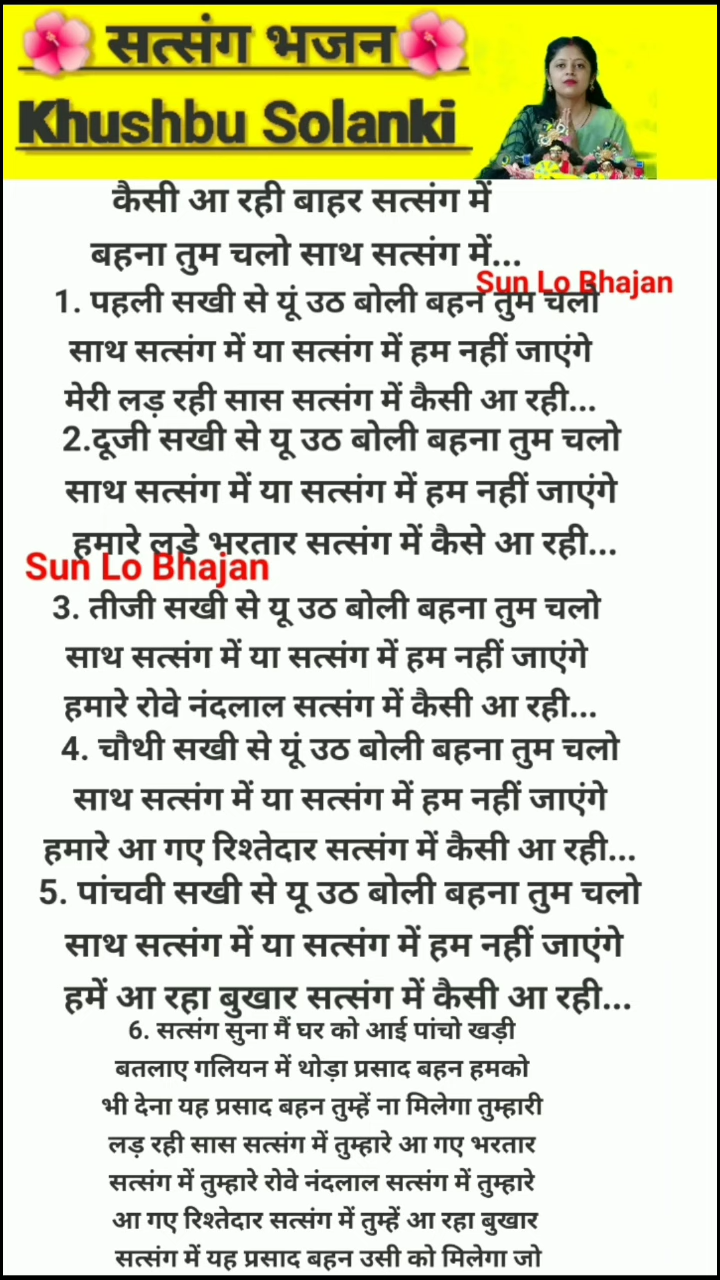 🌺 सत्संग भजन🌺
Khushbu Solanki
कैसी आ रही बाहर सत्संग में
बहना तुम चलो साथ सत्संग में...
Sun Lo Bhajan
1. पहली सखी से यूं उठ बोली बहन तुम चलो
साथ सत्संग में या सत्संग में हम नहीं जाएंगे
मेरी लड़ रही सास सत्संग में कैसी आ रही...
2.दूजी सखी से यू उठ बोली बहना तुम चलो
साथ सत्संग में या सत्संग में हम नहीं जाएंगे
हमारे लड़े भरतार सत्संग में कैसे आ रही...
Sun Lo Bhajan
3. तीजी सखी से यू उठ बोली बहना तुम चलो
साथ सत्संग में या सत्संग में हम नहीं जाएंगे
हमारे रोवे नंदलाल सत्संग में कैसी आ रही...
4. चौथी सखी से यूं उठ बोली बहना तुम चलो
साथ सत्संग में या सत्संग में हम नहीं जाएंगे
हमारे आ गए रिश्तेदार सत्संग में कैसी आ रही...
5. पांचवी सखी से यू उठ बोली बहना तुम चलो
साथ सत्संग में या सत्संग में हम नहीं जाएंगे
हमें आ रहा बुखार सत्संग में कैसी आ रही...
6. सत्संग सुना मैं घर को आई पांचो खड़ी
बतलाए गलियन में थोड़ा प्रसाद बहन हमको
भी देना यह प्रसाद बहन तुम्हें ना मिलेगा तुम्हारी
लड़ रही सास सत्संग में तुम्हारे आ गए भरतार
सत्संग में तुम्हारे रोवे नंदलाल सत्संग में तुम्हारे
आ गए रिश्तेदार सत्संग में तुम्हें आ रहा बुखार
सत्संग में यह प्रसाद बहन उसी को मिलेगा जो